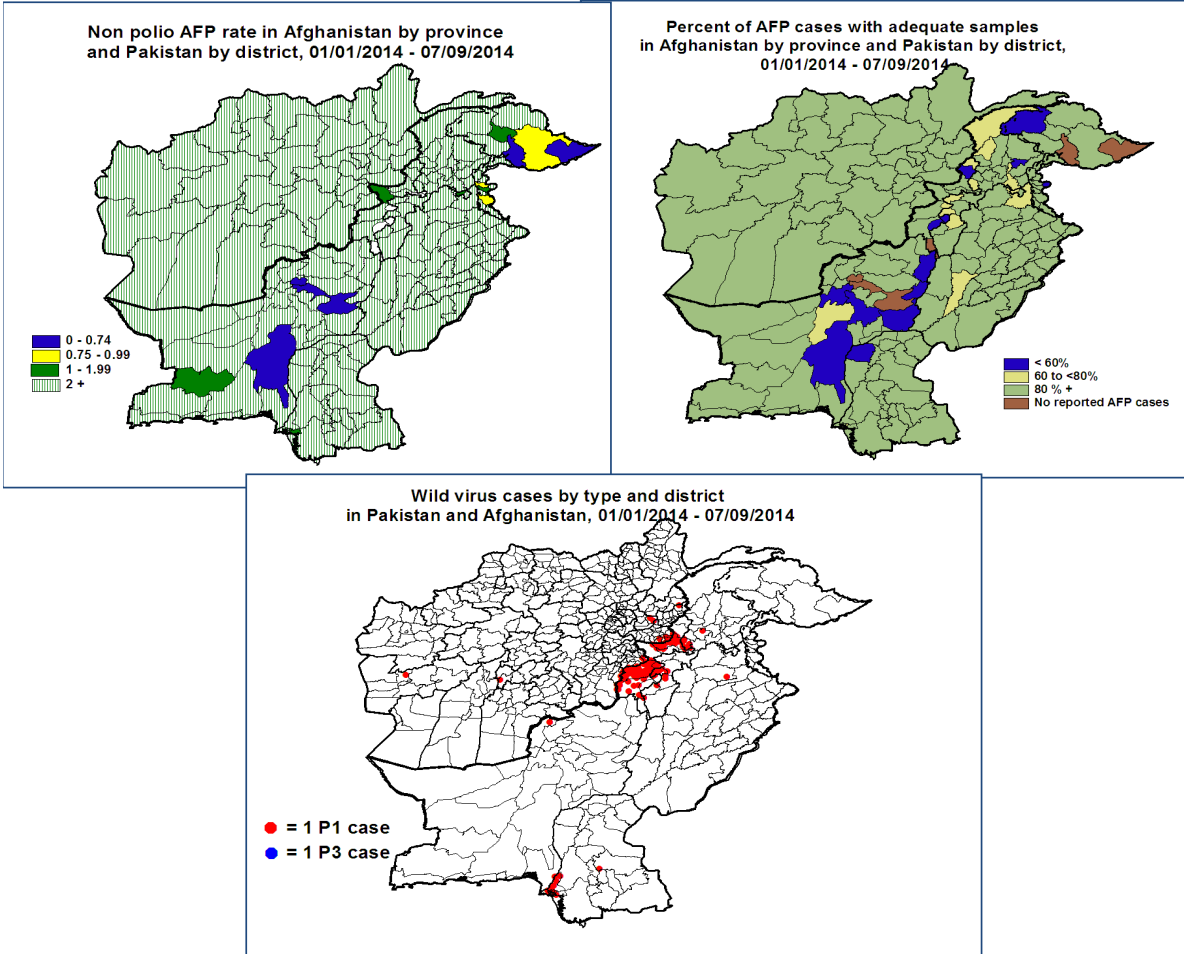 Non polio AFP rate in Afghanistan by province
and Pakistan by district, 01/01/2014 - 07/09/2014
0 - 0.74
0.75 - 0.99
1 - 1.99
2 +
Percent of AFP cases with adequate samples
in Afghanistan by province and Pakistan by district,
01/01/2014 - 07/09/2014
< 60%
60 to <80%
80 % +
No reported AFP cases
Wild virus cases by type and district
in Pakistan and Afghanistan, 01/01/2014 - 07/09/2014
= 1 P1 case
= 1 P3 case